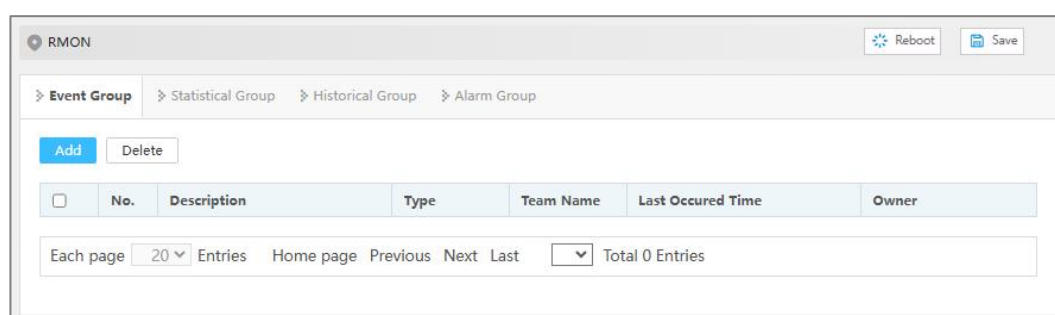 RMON Reboot Save
Event Group Statistical Group Historical Group Alarm Group
Add Delete
No. Description Type Team Name Last Occured Time Owner
Each page 20 Entries Home page Previous Next Last Total 0 Entries